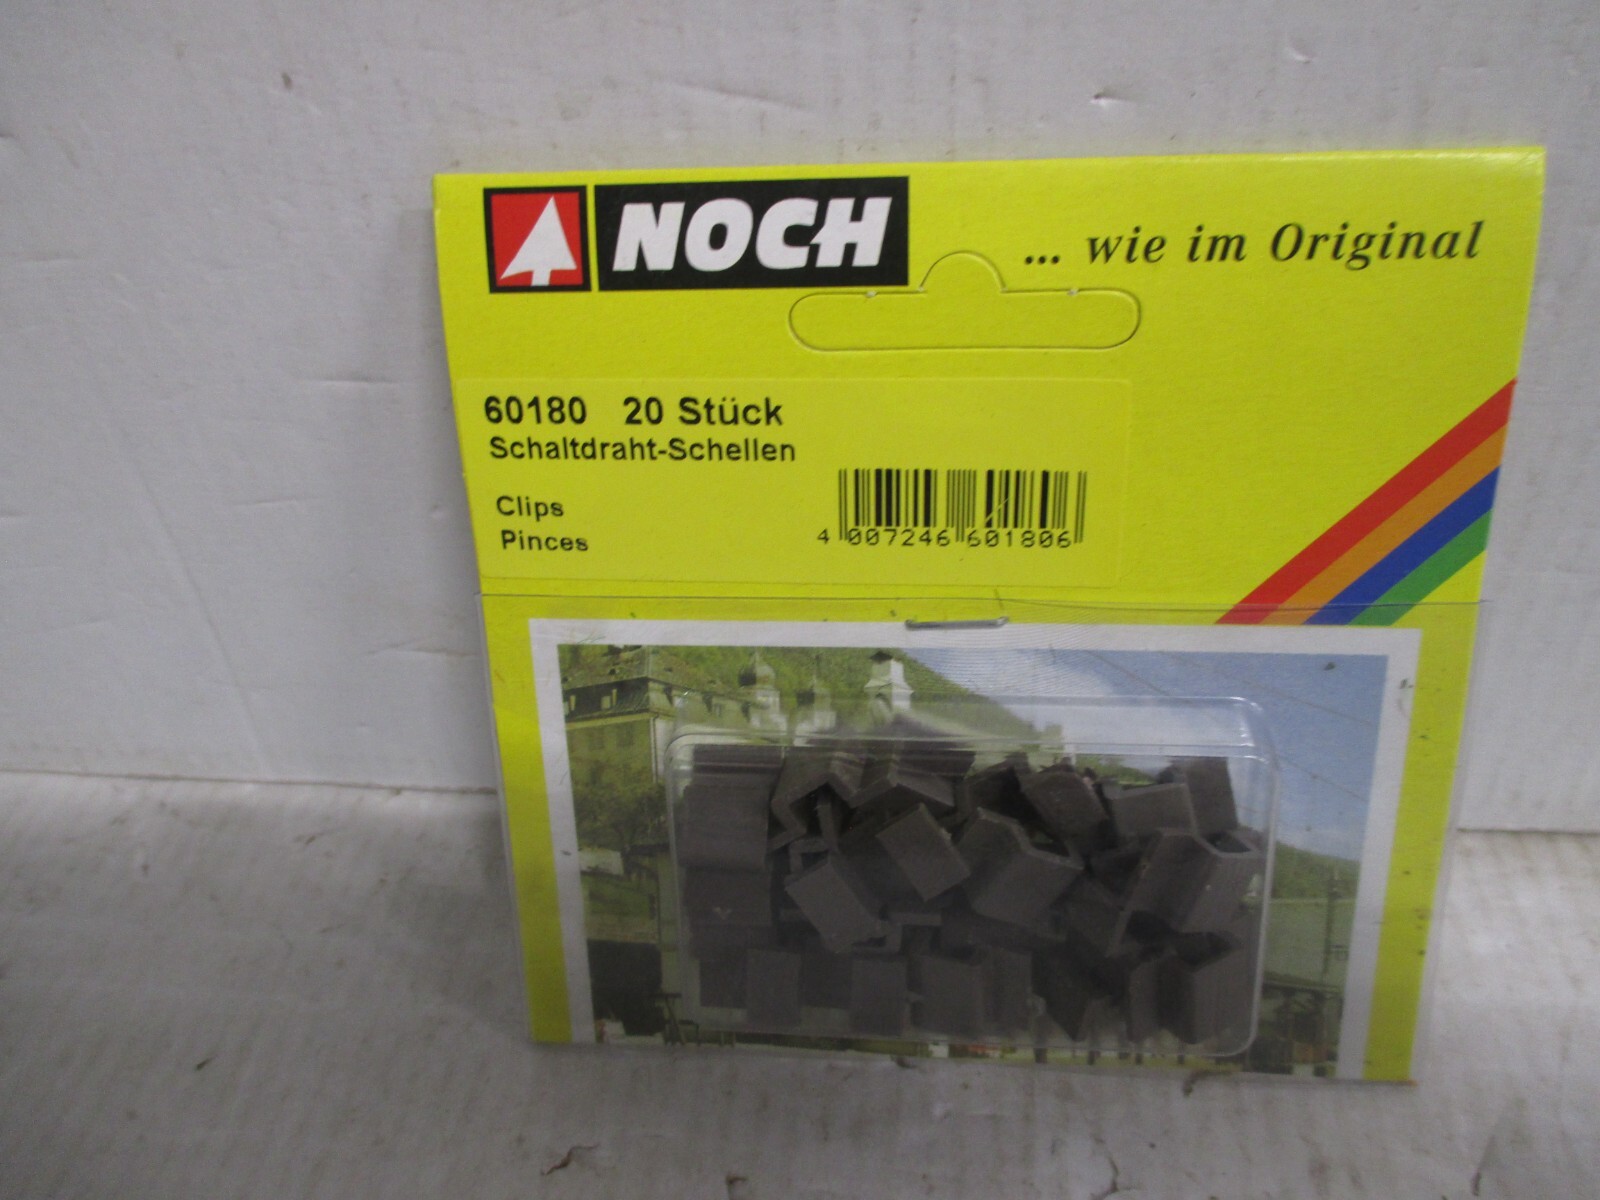 NOCH
... wie im Original
60180 20 Stück
Schaltdraht-Schellen
Clips
Pinces
4 007246 601806